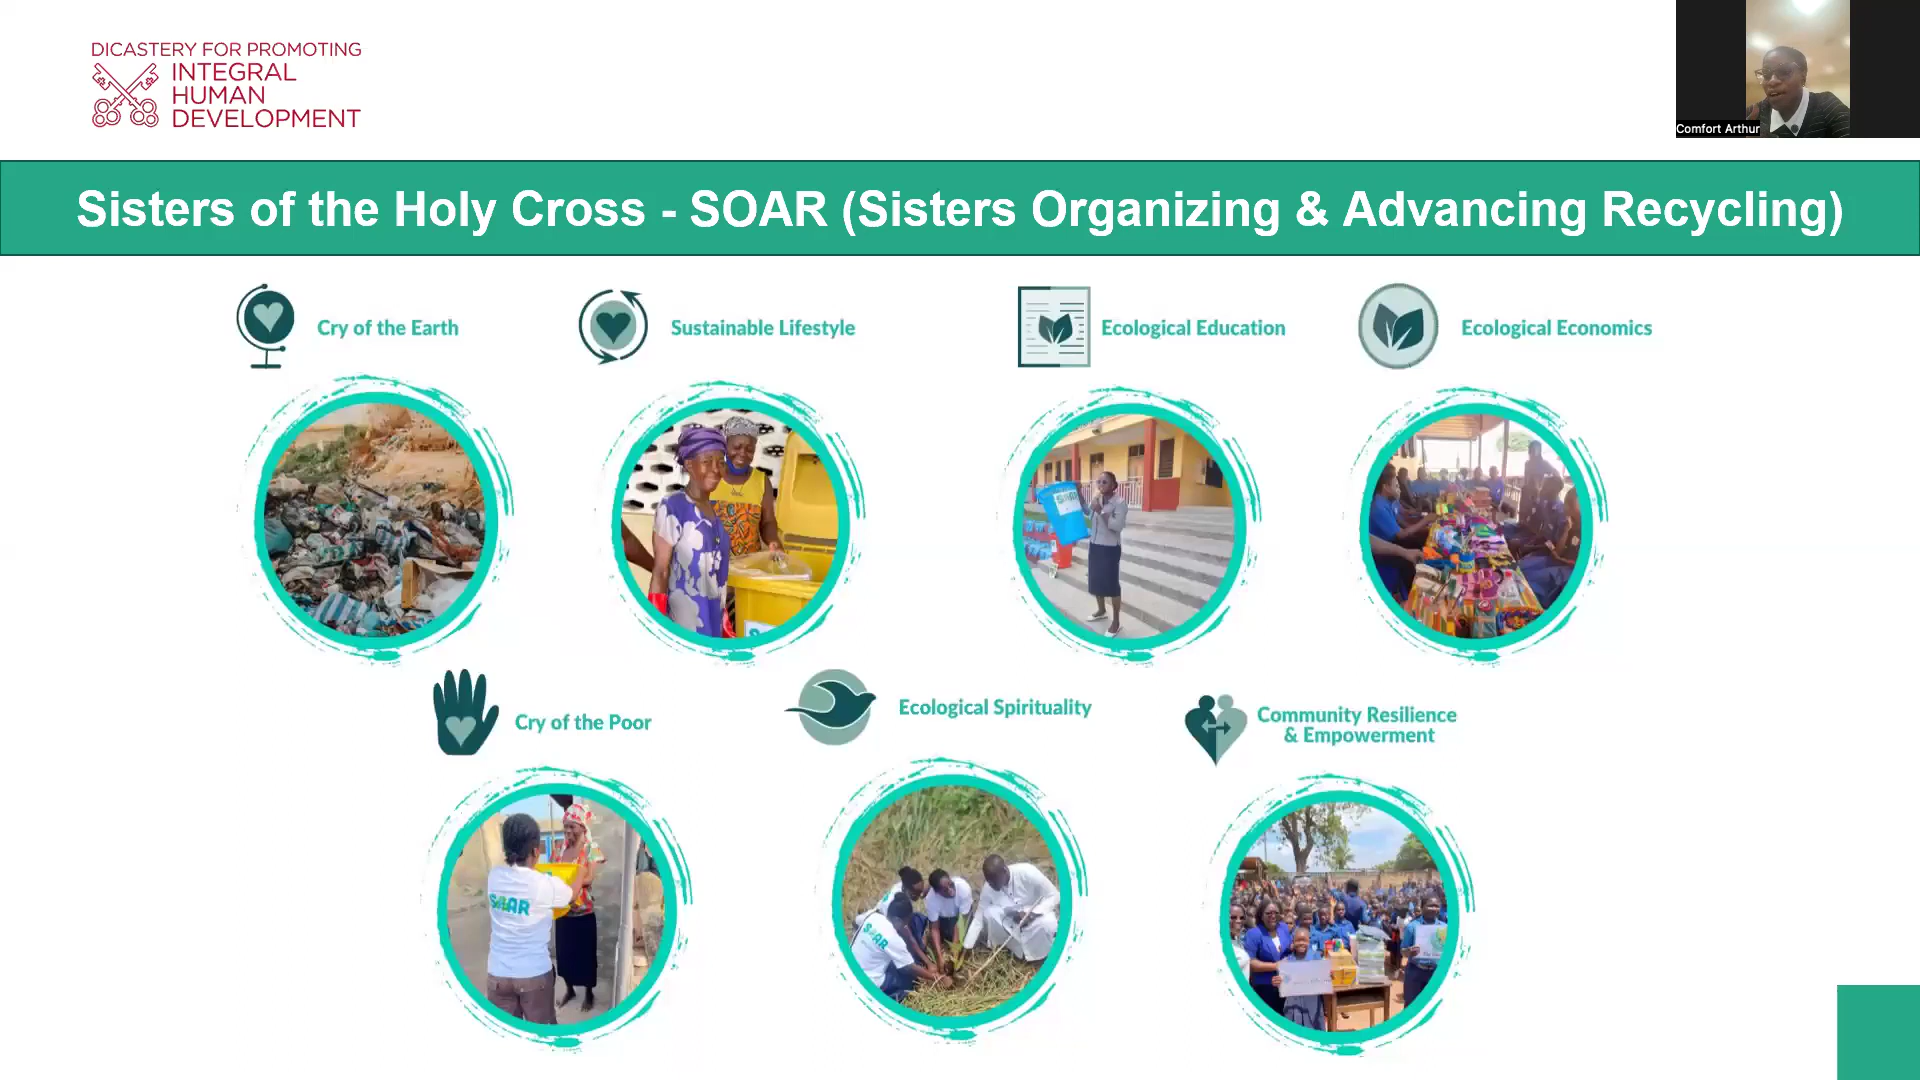 DICASTERY FOR PROMOTING
INTEGRAL
HUMAN
DEVELOPMENT
Comfort Arthur
Sisters of the Holy Cross - SOAR (Sisters Organizing & Advancing Recycling)
Cry of the Earth
Sustainable Lifestyle
Ecological Education
Ecological Economics
Cry of the Poor
Ecological Spirituality
Community Resilience
& Empowerment
SOAR
SOAR